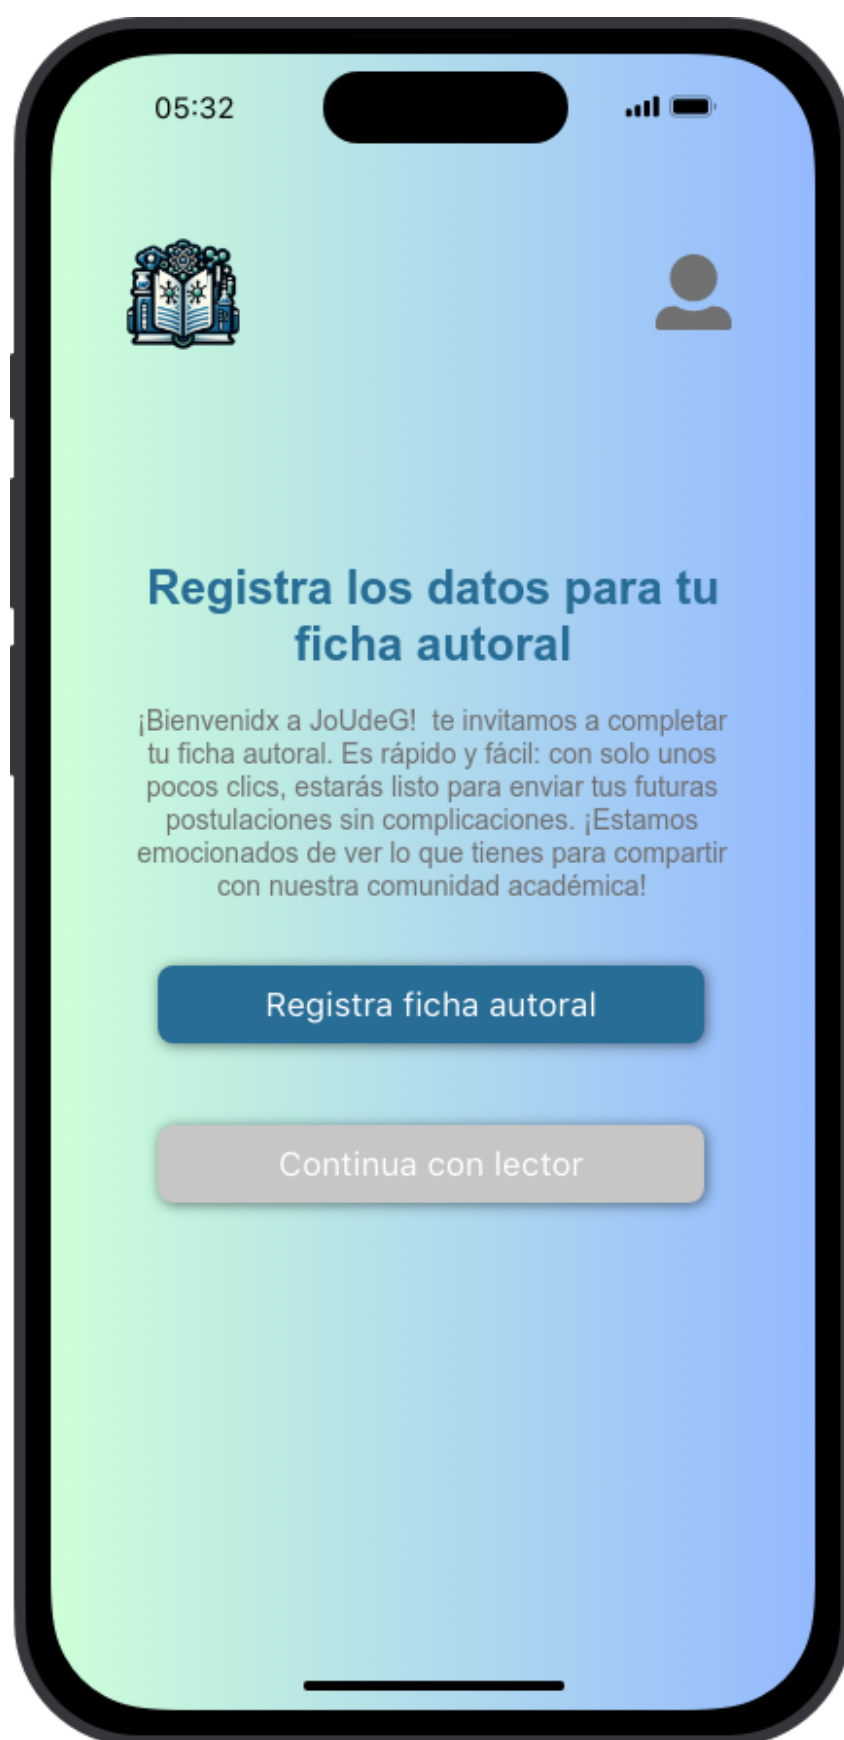 05:32
Registra los datos para tu
ficha autoral
¡Bienvenidx a JoUdeG!  te invitamos a completar
tu ficha autoral. Es rápido y fácil: con solo unos
pocos clics, estarás listo para enviar tus futuras
postulaciones sin complicaciones. ¡Estamos
emocionados de ver lo que tienes para compartir
con nuestra comunidad académica!
Registra ficha autoral
Continua con lector